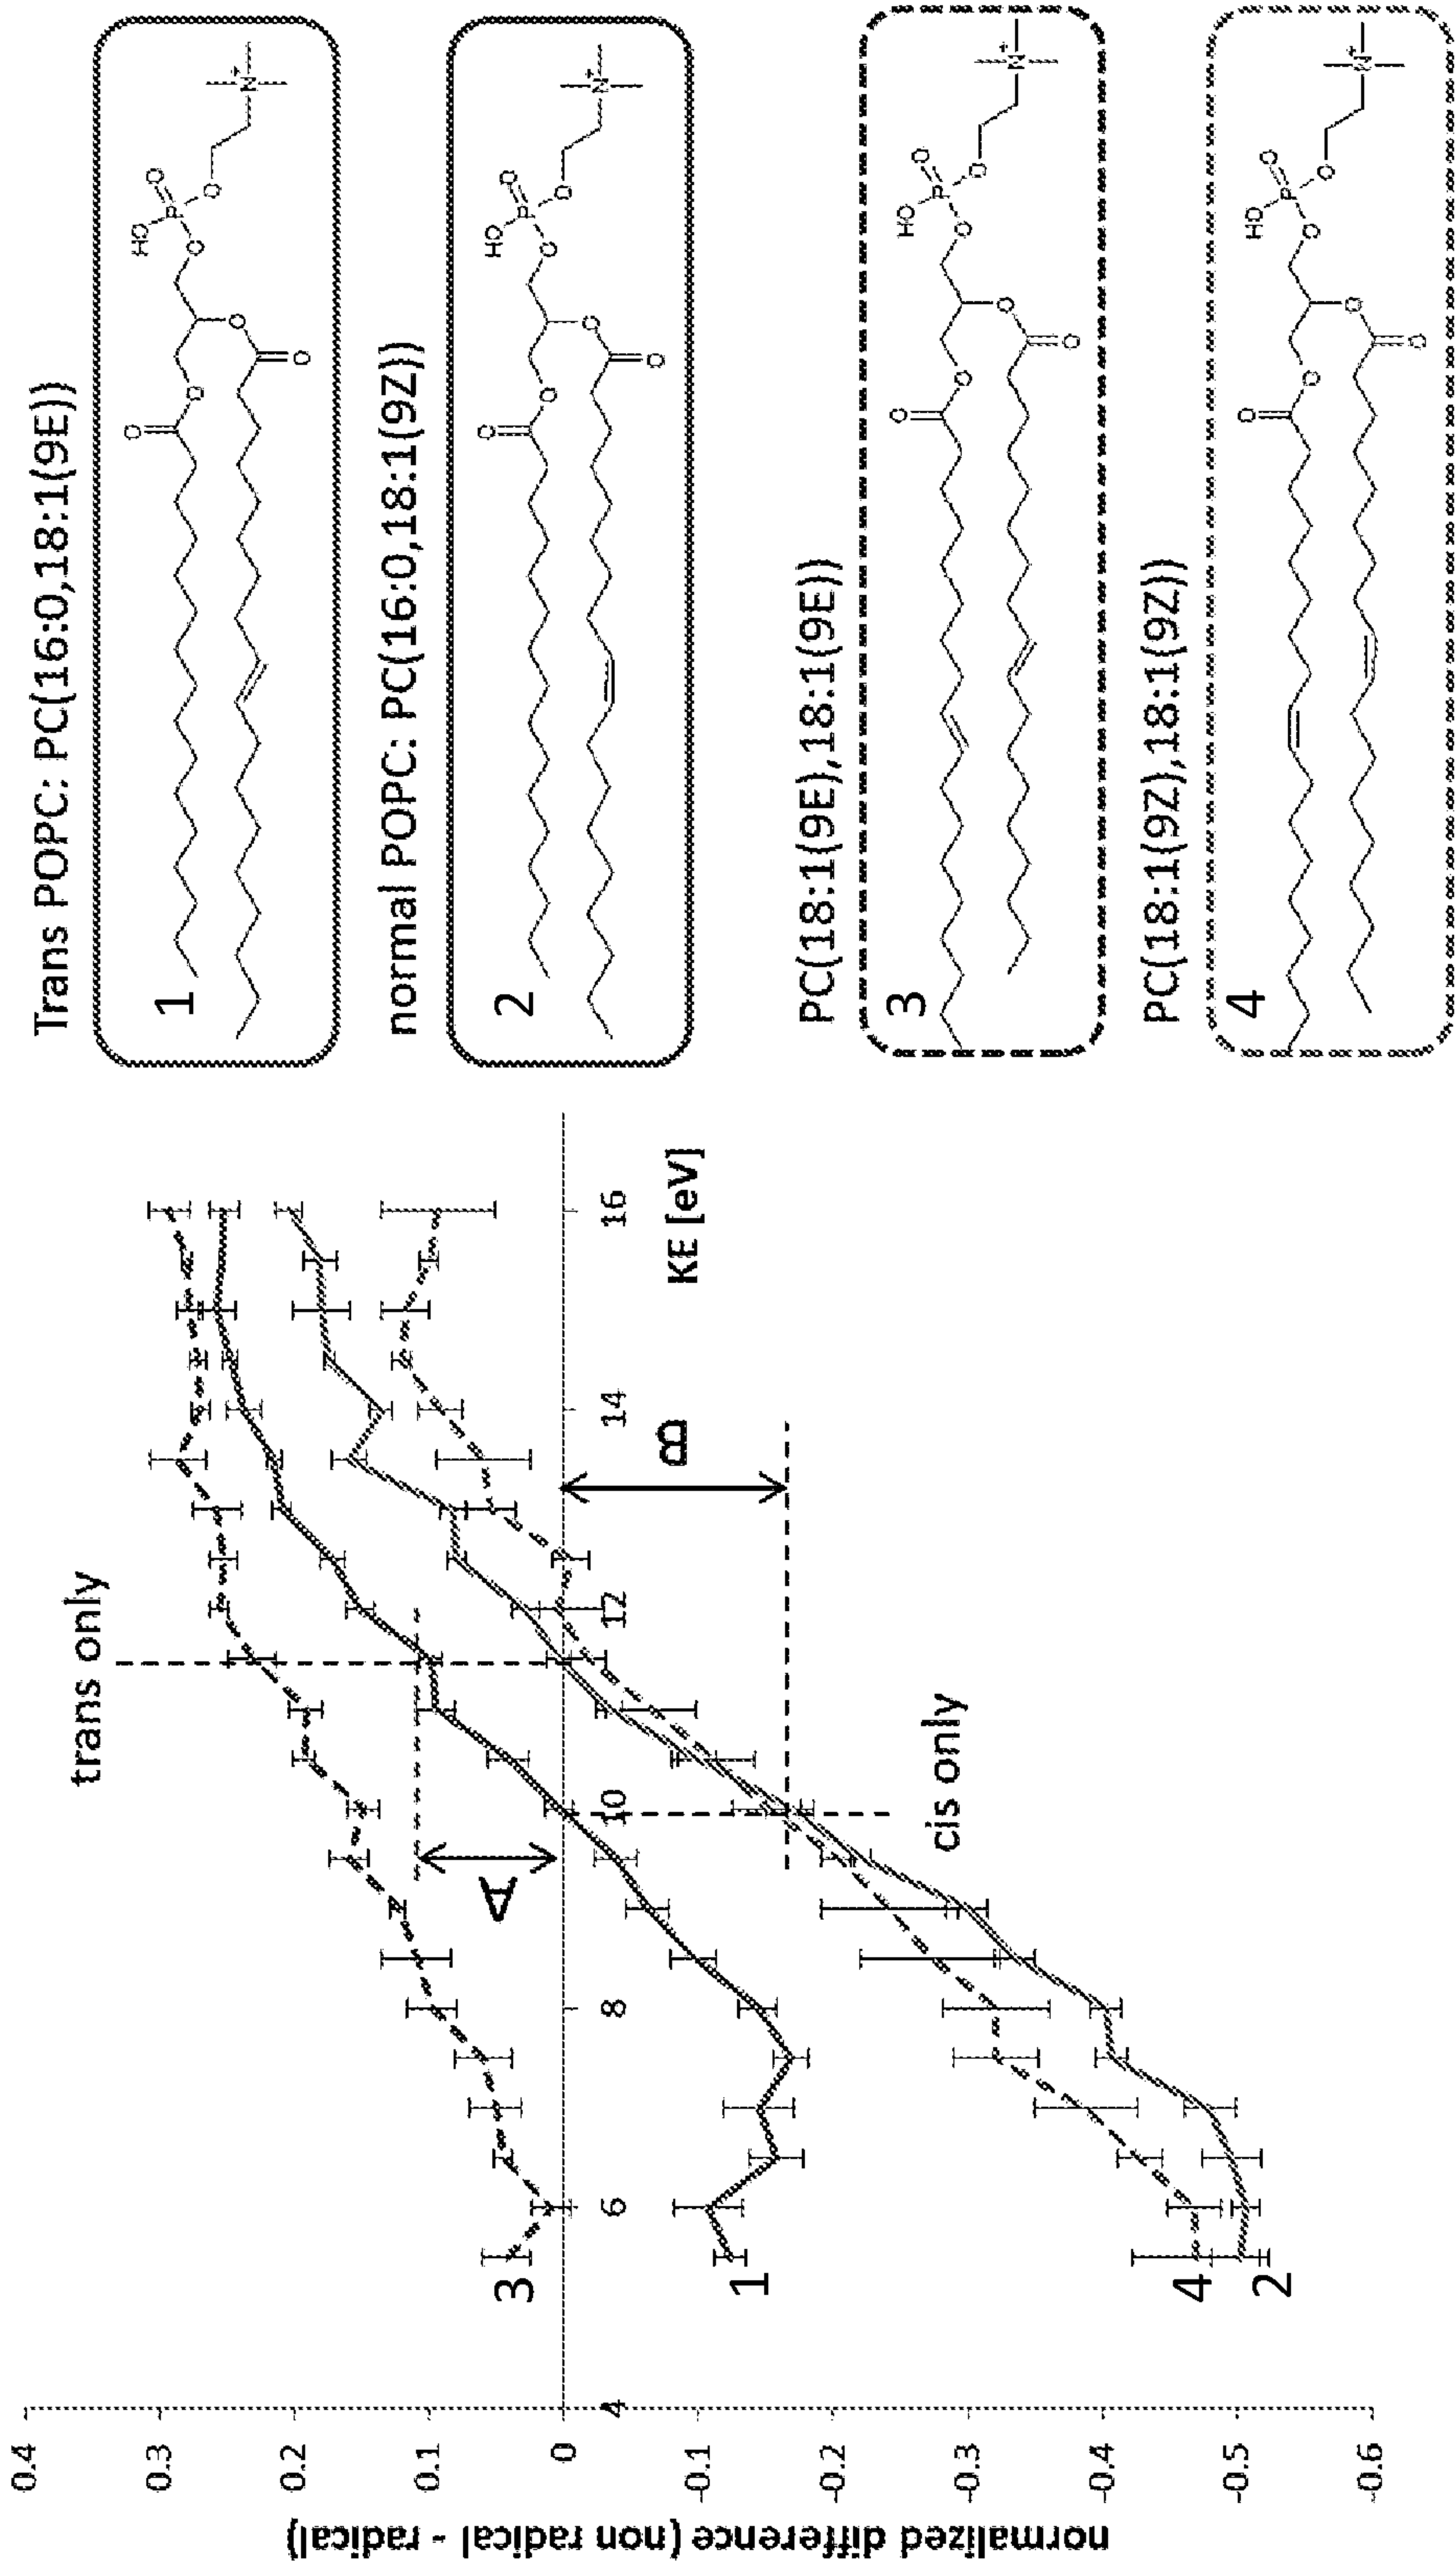 normalized difference (non radical - radical)
0.4
0.3
0.2
0.1
0
-0.1
-0.2
-0.3
-0.4
-0.5
-0.6
4
6
8
10
12
14
16
KE [eV]
trans only
cis only
A
B
3
1
4
2
Trans POPC: PC(16:0,18:1(9E))
1
HO
P
O
O
O
O
O
O
O
N+
normal POPC: PC(16:0,18:1(9Z))
2
HO
P
O
O
O
O
O
O
O
N+
PC(18:1(9E),18:1(9E))
3
HO
P
O
O
O
O
O
O
O
N+
PC(18:1(9Z),18:1(9Z))
4
HO
P
O
O
O
O
O
O
O
N+